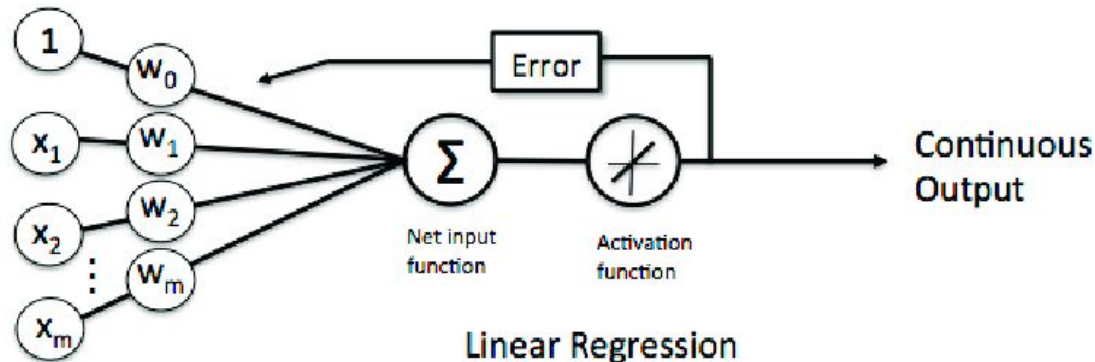 1
w0
Error
x1
w1
Σ
Continuous
Output
x2
w2
Net input
function
Activation
function
⋮
wm
xm
Linear Regression